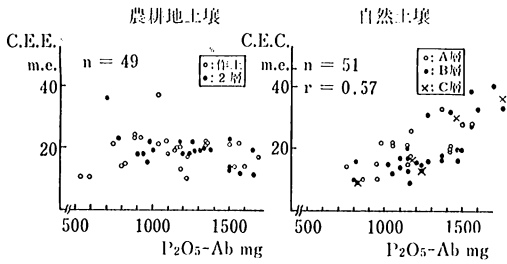 農耕地土壌
C.E.E.
m.e.
n = 49
○:作土
●:2層
40
20
500
1000
1500
自然土壌
C.E.C.
m.e.
n = 51
r = 0.57
○:A層
●:B層
×:C層
40
20
500
1000
1500
P₂O₅-Ab mg
P₂O₅-Ab mg